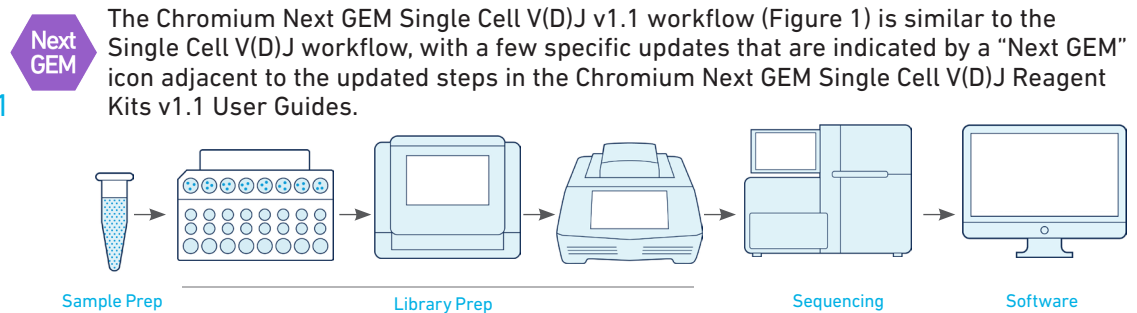 Next
GEM
The Chromium Next GEM Single Cell V(D)J v1.1 workflow (Figure 1) is similar to the
Single Cell V(D)J workflow, with a few specific updates that are indicated by a “Next GEM”
icon adjacent to the updated steps in the Chromium Next GEM Single Cell V(D)J Reagent
Kits v1.1 User Guides.
1
Sample Prep
Library Prep
Sequencing
Software